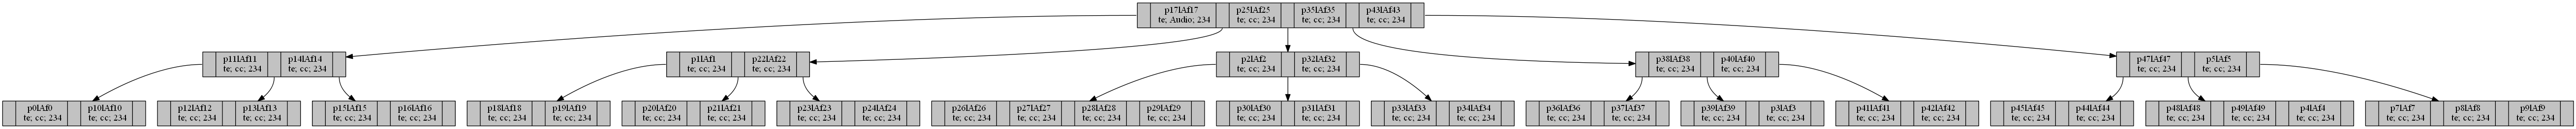 p17lAf17
te; Audio; 234
p25lAf25
te; cc; 234
p35lAf35
te; cc; 234
p43lAf43
te; cc; 234
p11lAf11
te; cc; 234
p14lAf14
te; cc; 234
p1lAf1
te; cc; 234
p22lAf22
te; cc; 234
p2lAf2
te; cc; 234
p32lAf32
te; cc; 234
p38lAf38
te; cc; 234
p40lAf40
te; cc; 234
p47lAf47
te; cc; 234
p5lAf5
te; cc; 234
p0lAf0
te; cc; 234
p10lAf10
te; cc; 234
p12lAf12
te; cc; 234
p13lAf13
te; cc; 234
p15lAf15
te; cc; 234
p16lAf16
te; cc; 234
p18lAf18
te; cc; 234
p19lAf19
te; cc; 234
p20lAf20
te; cc; 234
p21lAf21
te; cc; 234
p23lAf23
te; cc; 234
p24lAf24
te; cc; 234
p26lAf26
te; cc; 234
p27lAf27
te; cc; 234
p28lAf28
te; cc; 234
p29lAf29
te; cc; 234
p30lAf30
te; cc; 234
p31lAf31
te; cc; 234
p33lAf33
te; cc; 234
p34lAf34
te; cc; 234
p36lAf36
te; cc; 234
p37lAf37
te; cc; 234
p39lAf39
te; cc; 234
p3lAf3
te; cc; 234
p41lAf41
te; cc; 234
p42lAf42
te; cc; 234
p45lAf45
te; cc; 234
p44lAf44
te; cc; 234
p48lAf48
te; cc; 234
p49lAf49
te; cc; 234
p4lAf4
te; cc; 234
p7lAf7
te; cc; 234
p8lAf8
te; cc; 234
p9lAf9
te; cc; 234